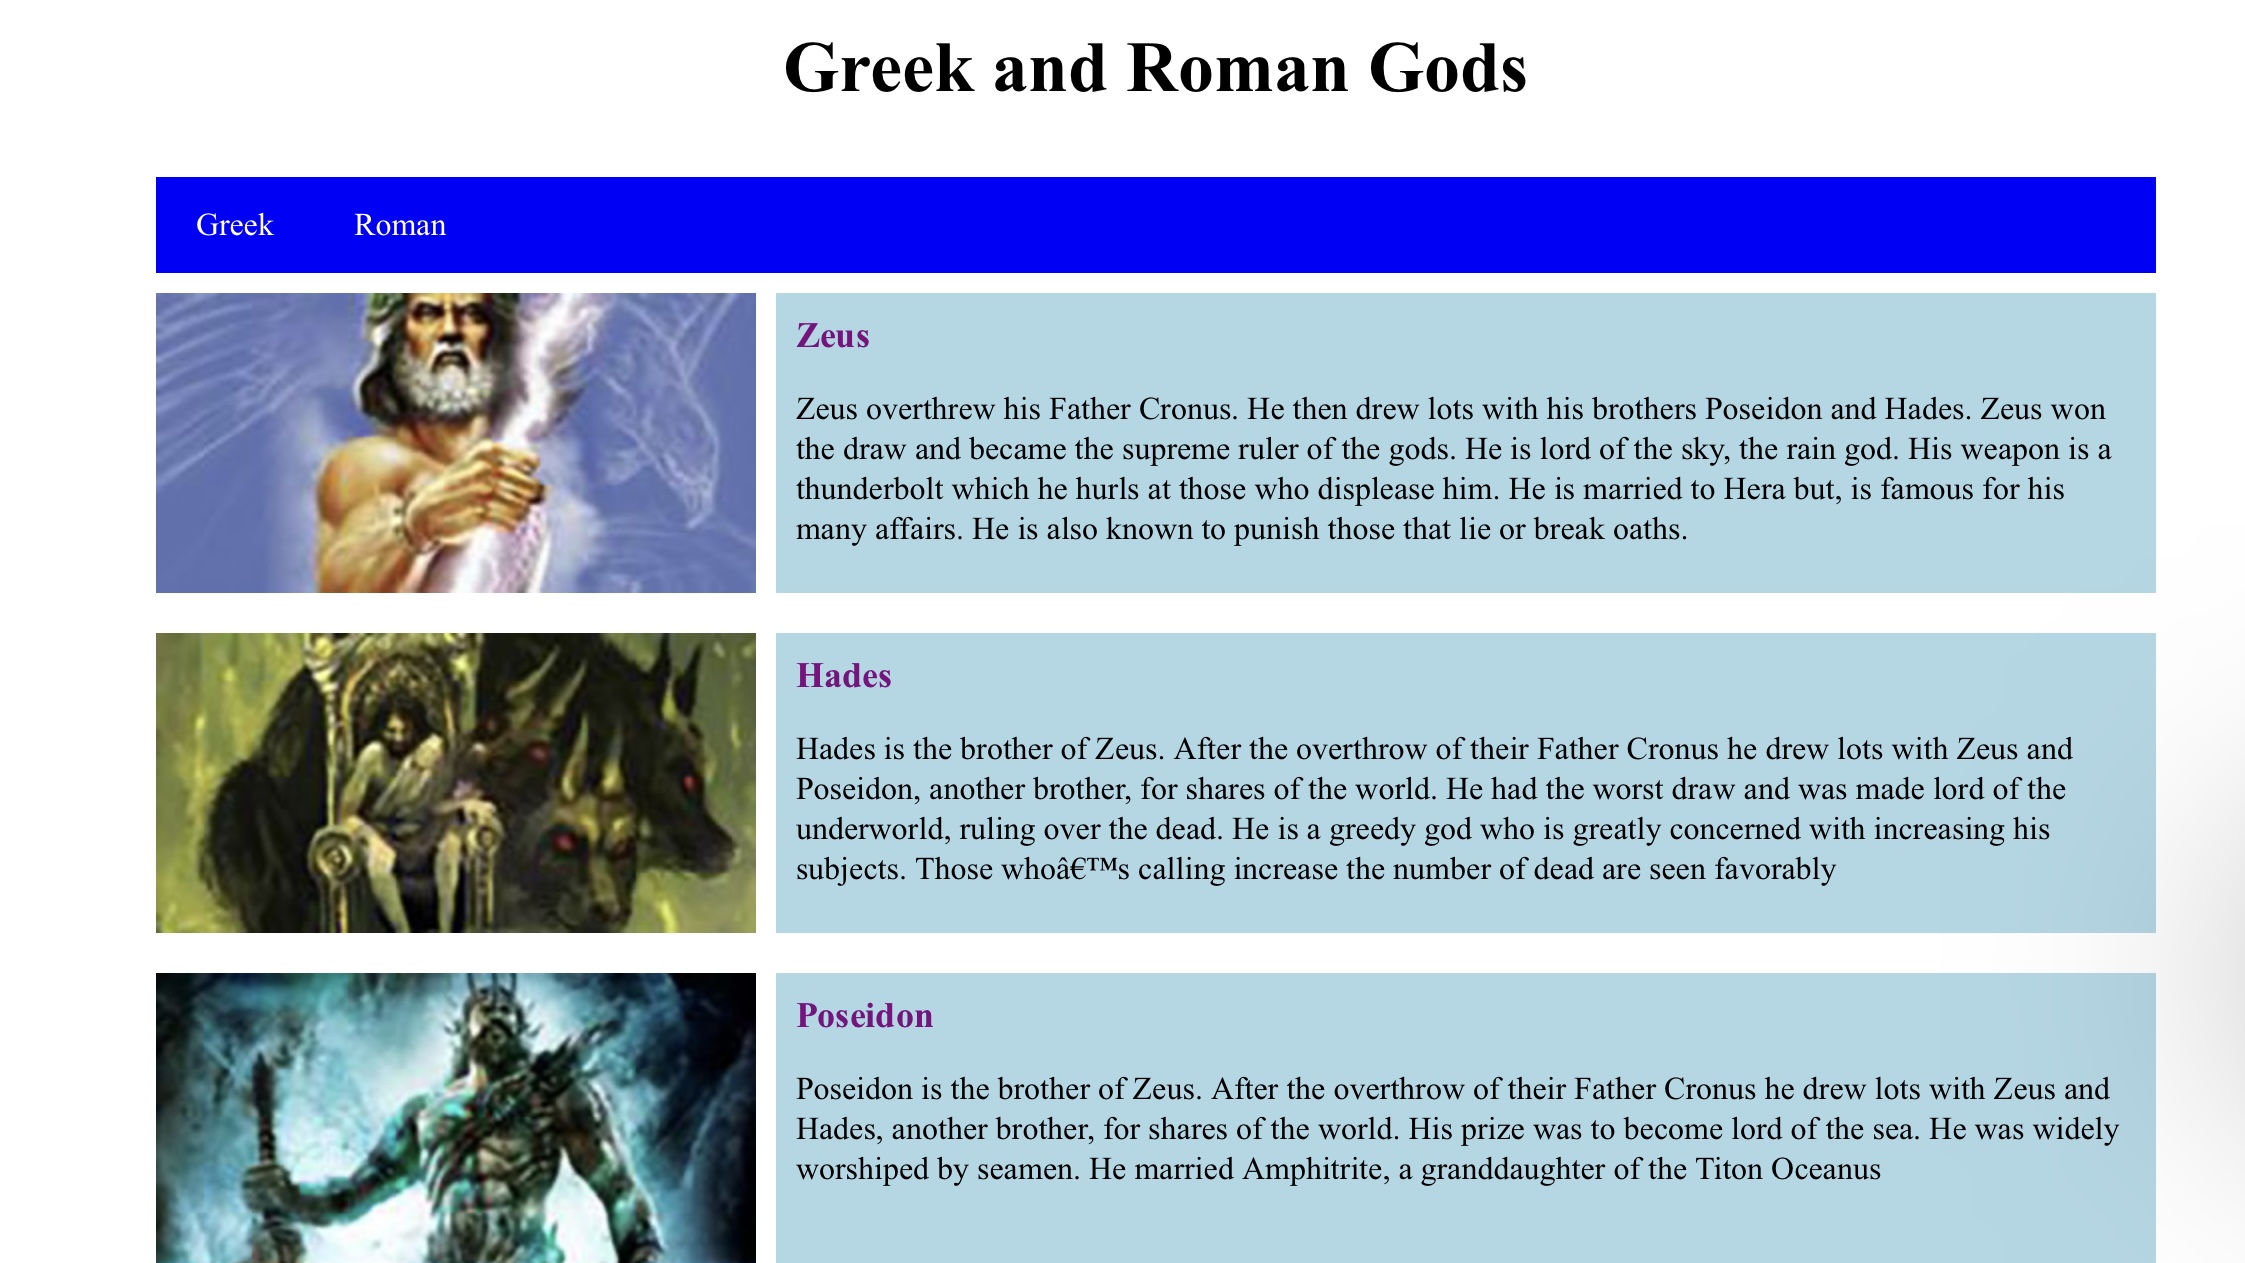 Greek and Roman Gods
Greek Roman
Zeus
Zeus overthrew his Father Cronus. He then drew lots with his brothers Poseidon and Hades. Zeus won
the draw and became the supreme ruler of the gods. He is lord of the sky, the rain god. His weapon is a
thunderbolt which he hurls at those who displease him. He is married to Hera but, is famous for his
many affairs. He is also known to punish those that lie or break oaths.
Hades
Hades is the brother of Zeus. After the overthrow of their Father Cronus he drew lots with Zeus and
Poseidon, another brother, for shares of the world. He had the worst draw and was made lord of the
underworld, ruling over the dead. He is a greedy god who is greatly concerned with increasing his
subjects. Those whoâ€™s calling increase the number of dead are seen favorably
Poseidon
Poseidon is the brother of Zeus. After the overthrow of their Father Cronus he drew lots with Zeus and
Hades, another brother, for shares of the world. His prize was to become lord of the sea. He was widely
worshiped by seamen. He married Amphitrite, a granddaughter of the Titon Oceanus